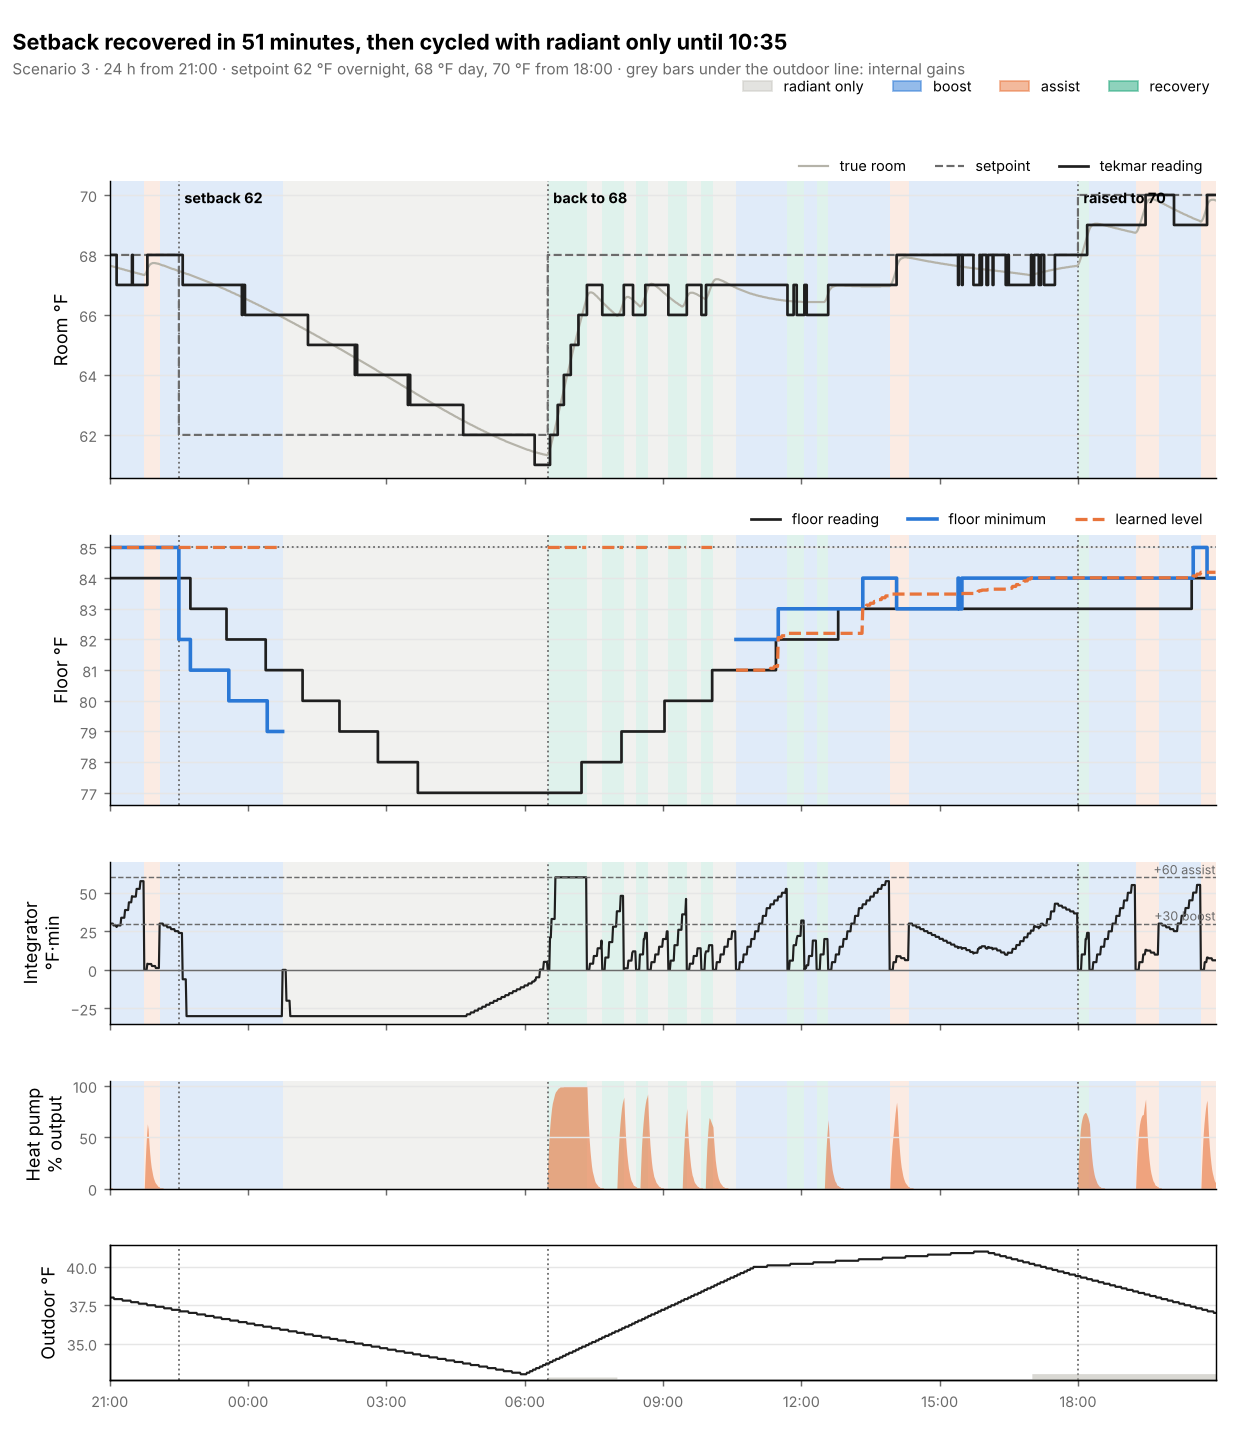 Setback recovered in 51 minutes, then cycled with radiant only until 10:35
Scenario 3 · 24 h from 21:00 · setpoint 62 °F overnight, 68 °F day, 70 °F from 18:00 · grey bars under the outdoor line: internal gains
radiant only boost assist recovery
true room setpoint tekmar reading
Room °F
70
68
66
64
62
setback 62
back to 68
raised to 70
floor reading floor minimum learned level
Floor °F
85
84
83
82
81
80
79
78
77
Integrator
°F·min
50
25
0
−25
+60 assist
+30 boost
Heat pump
% output
100
50
0
Outdoor °F
40.0
37.5
35.0
21:00 00:00 03:00 06:00 09:00 12:00 15:00 18:00